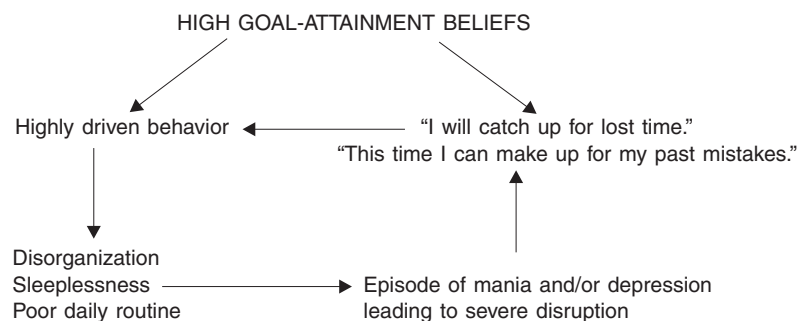 HIGH GOAL-ATTAINMENT BELIEFS
Highly driven behavior
“I will catch up for lost time.”
“This time I can make up for my past mistakes.”
Disorganization
Sleeplessness
Poor daily routine
Episode of mania and/or depression
leading to severe disruption